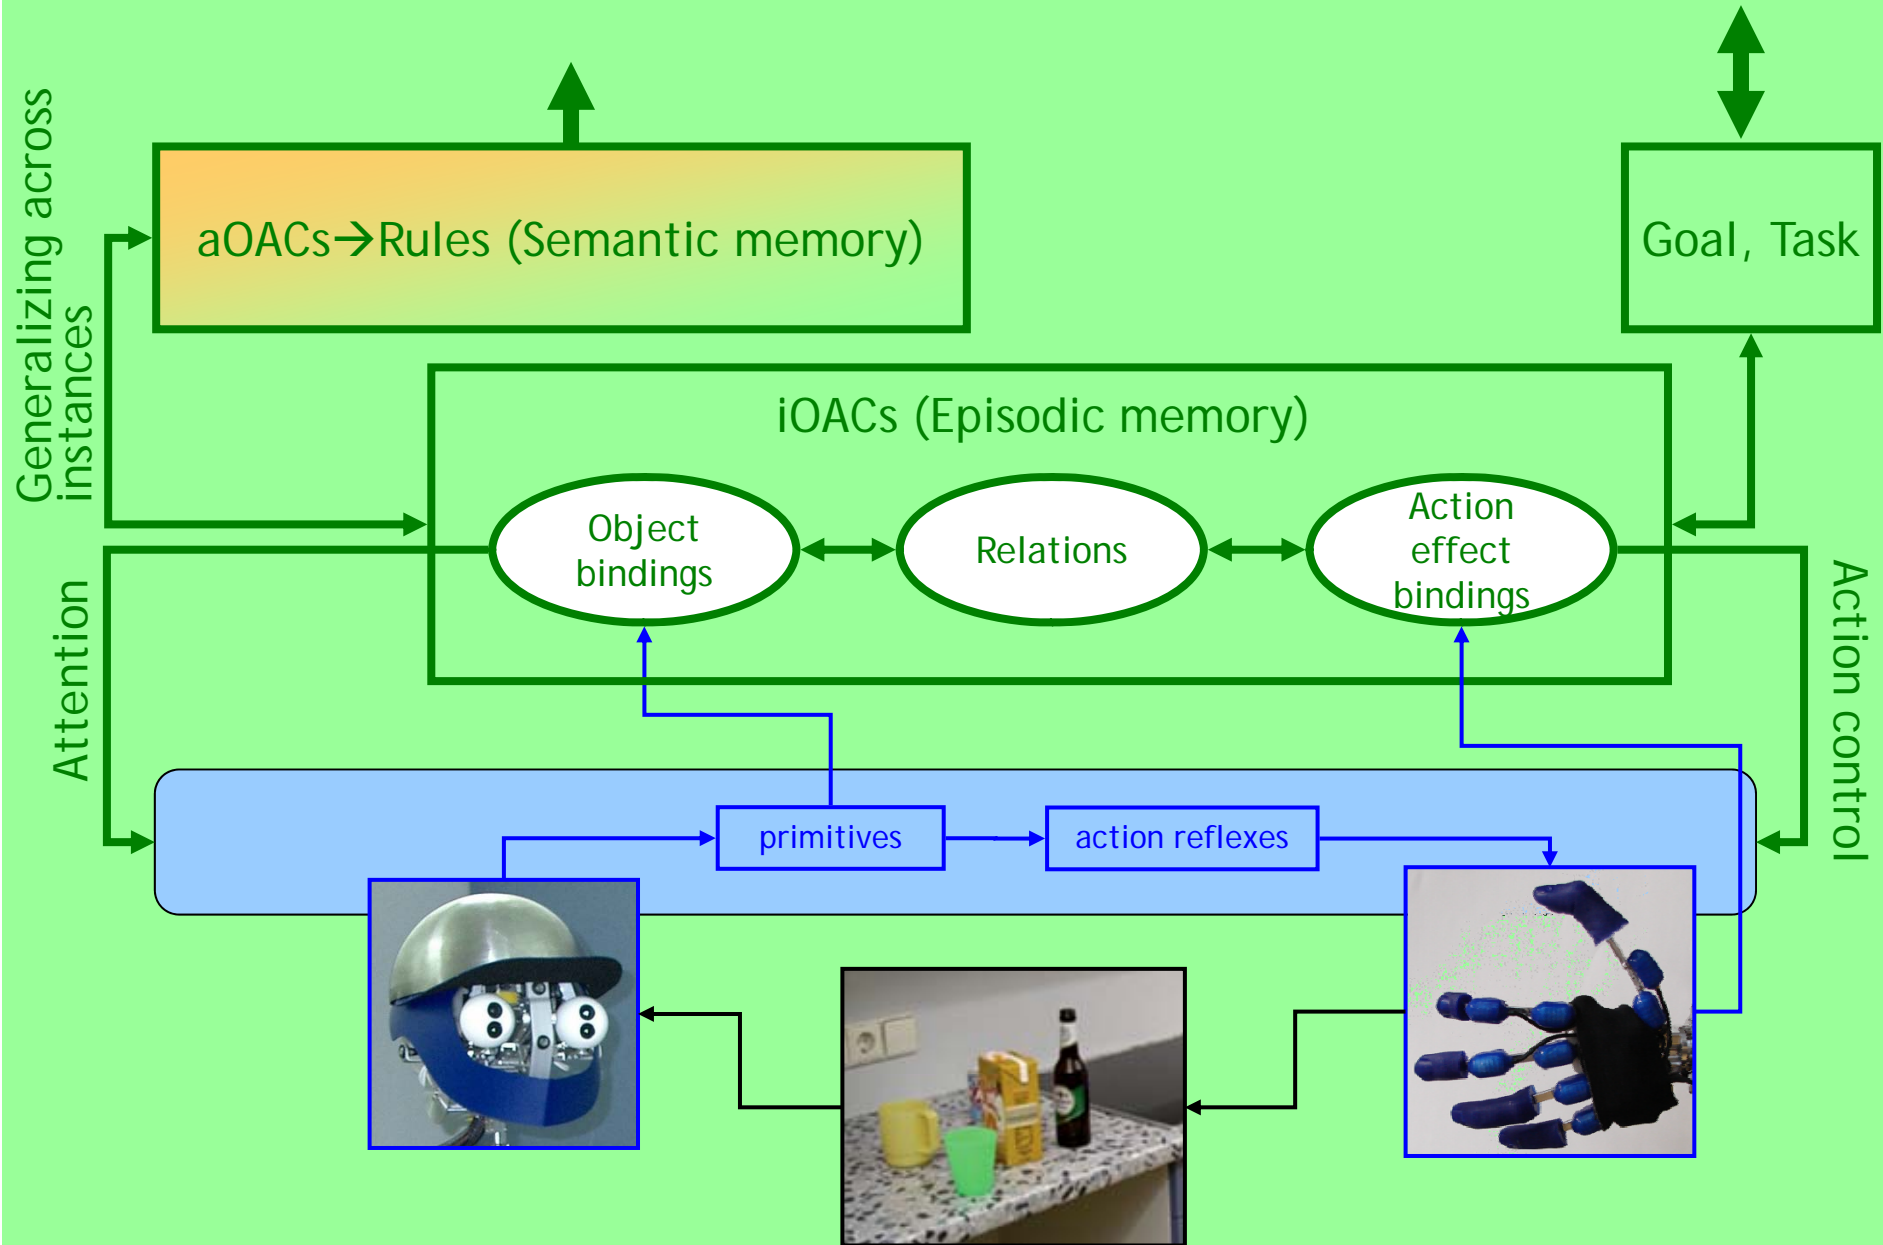 Generalizing across
instances
aOACs→Rules (Semantic memory)
Goal, Task
iOACs (Episodic memory)
Object
bindings
Relations
Action
effect
bindings
Attention
Action control
primitives
action reflexes